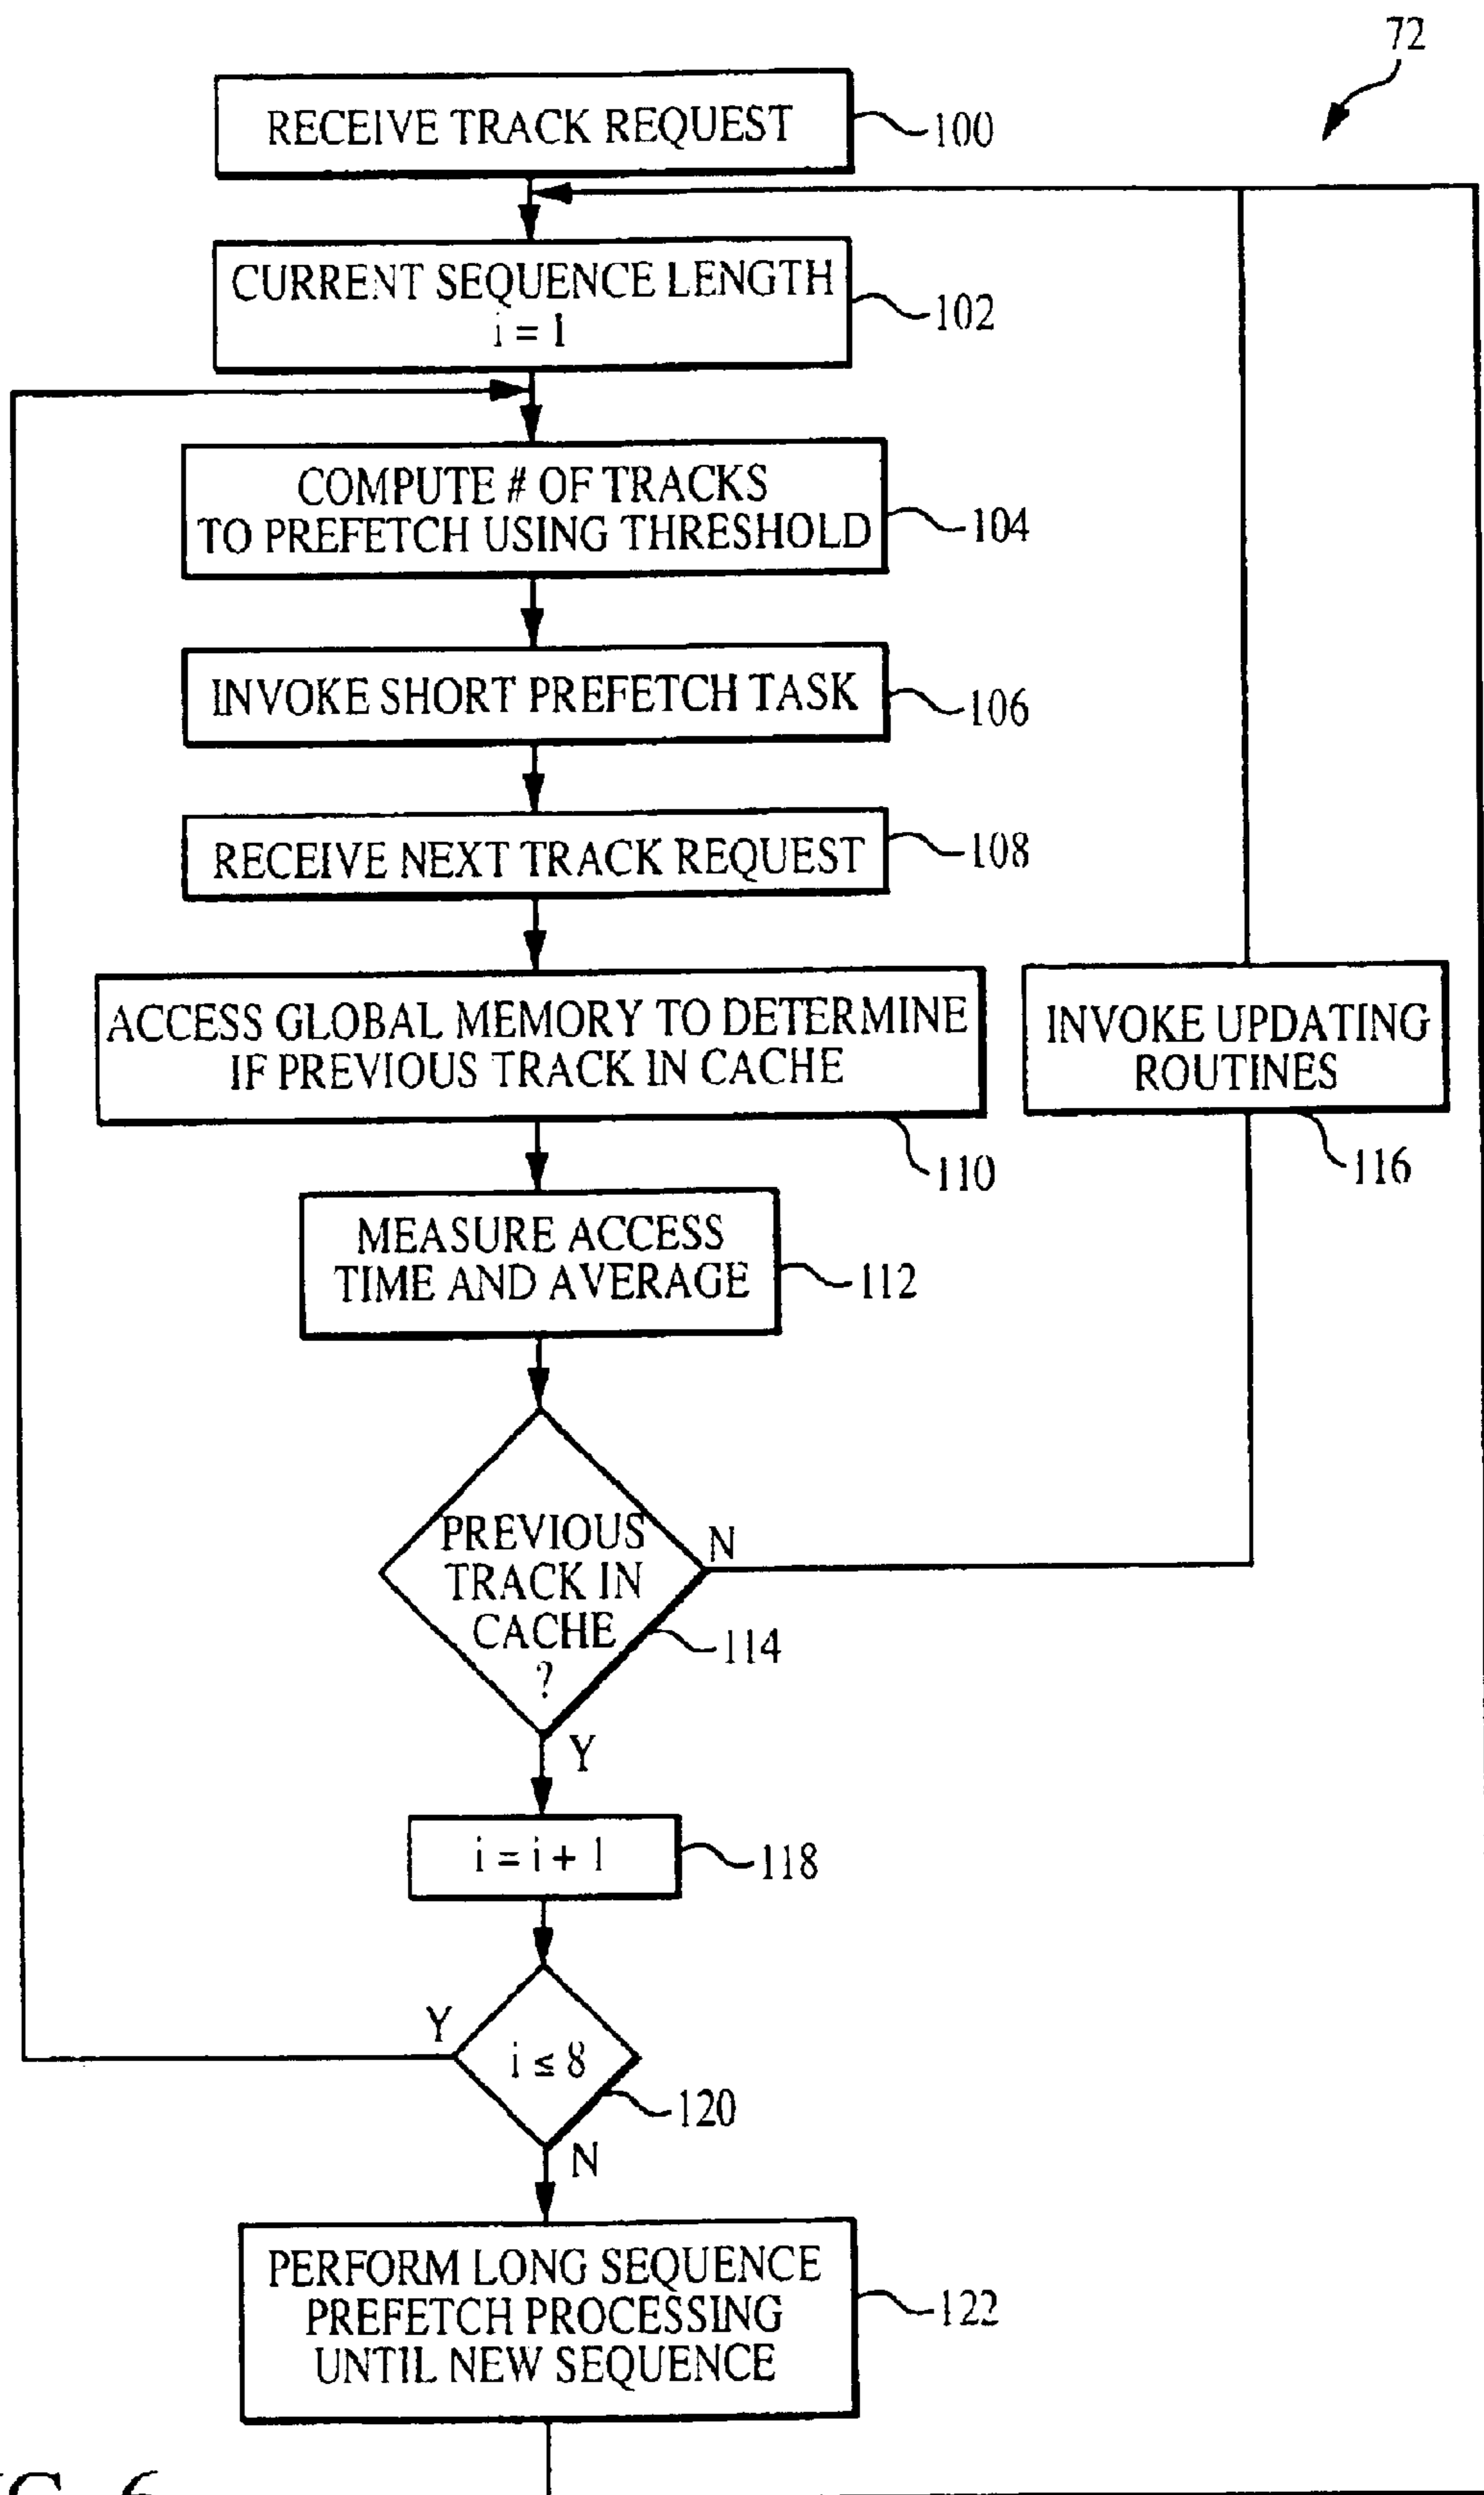 72
RECEIVE TRACK REQUEST
100
CURRENT SEQUENCE LENGTH
i = 1
102
COMPUTE # OF TRACKS
TO PREFETCH USING THRESHOLD
104
INVOKE SHORT PREFETCH TASK
106
RECEIVE NEXT TRACK REQUEST
108
ACCESS GLOBAL MEMORY TO DETERMINE
IF PREVIOUS TRACK IN CACHE
110
INVOKE UPDATING
ROUTINES
116
MEASURE ACCESS
TIME AND AVERAGE
112
PREVIOUS
TRACK IN
CACHE
?
N
114
Y
i = i + 1
118
Y
i ≤ 8
120
N
PERFORM LONG SEQUENCE
PREFETCH PROCESSING
UNTIL NEW SEQUENCE
122